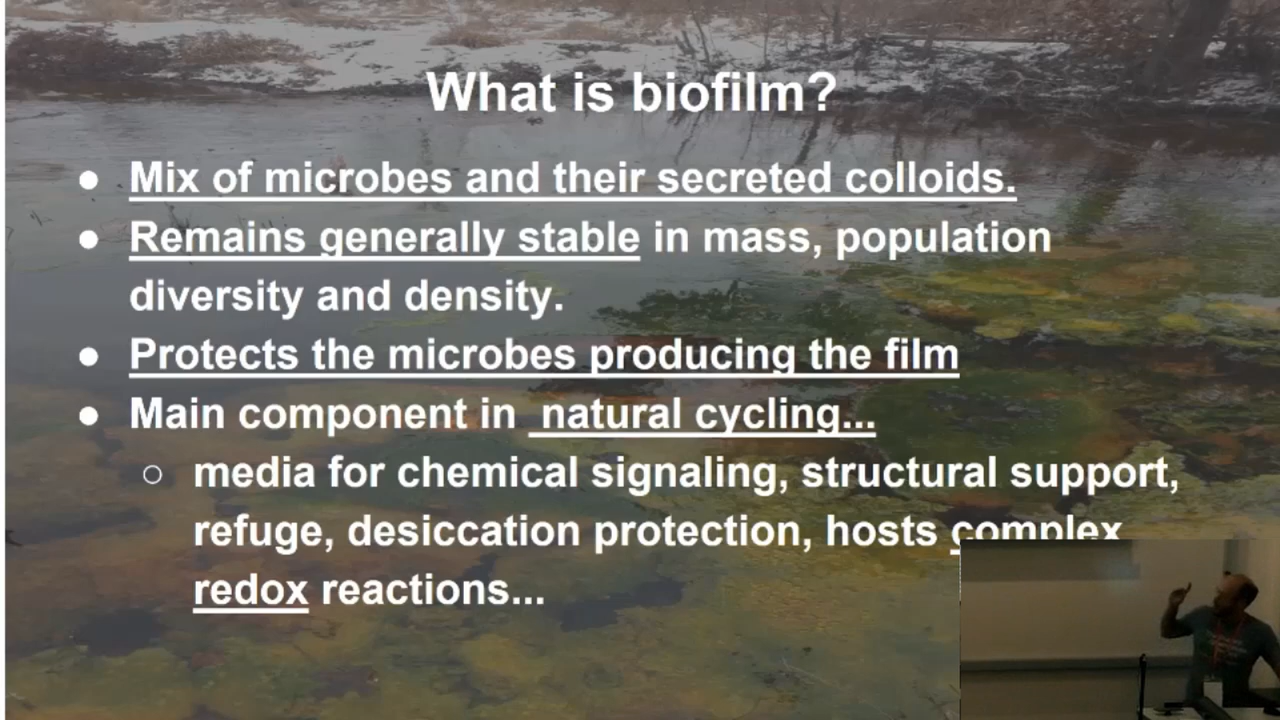 What is biofilm?
● Mix of microbes and their secreted colloids.
● Remains generally stable in mass, population
diversity and density.
● Protects the microbes producing the film
● Main component in natural cycling...
○ media for chemical signaling, structural support,
refuge, desiccation protection, hosts complex
redox reactions...